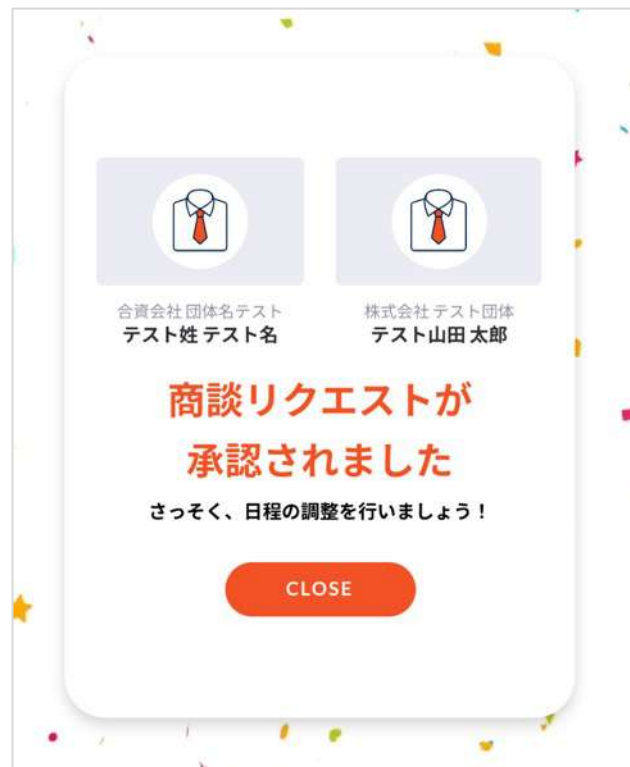 合資会社 団体名テスト
テスト姓 テスト名
株式会社 テスト団体
テスト山田 太郎
商談リクエストが
承認されました
さっそく、日程の調整を行いましょう！
CLOSE